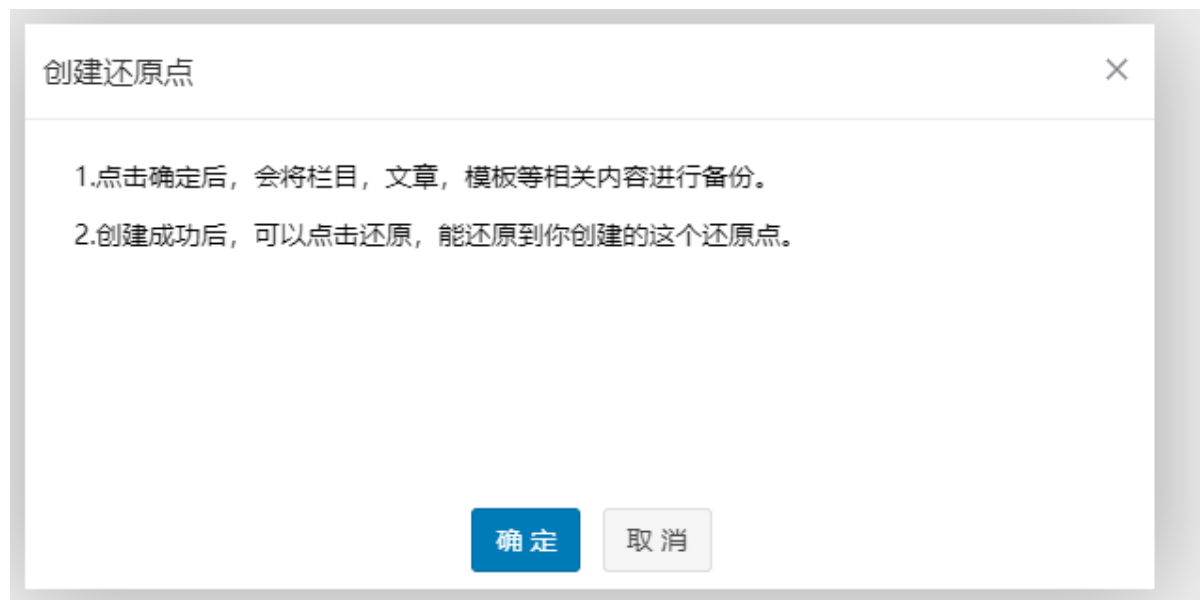 创建还原点
1.点击确定后，会将栏目，文章，模板等相关内容进行备份。
2.创建成功后，可以点击还原，能还原到你创建的这个还原点。
确定 取消